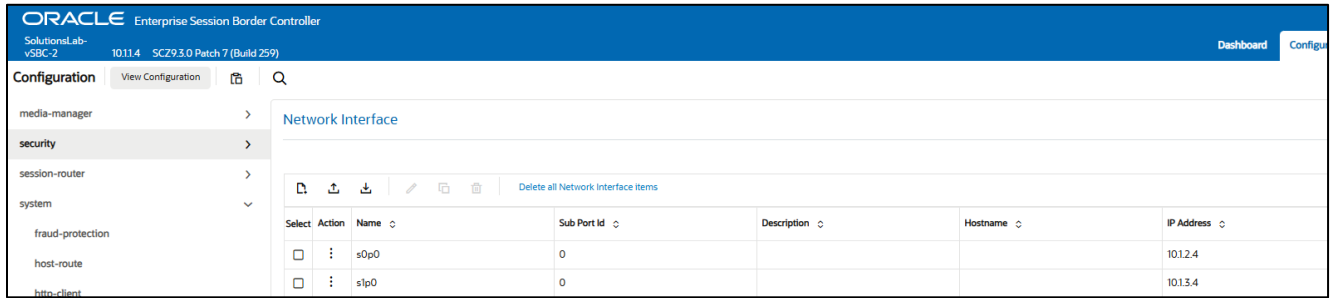 ORACLE Enterprise Session Border Controller
SolutionsLab-
vSBC-2 10.1.1.4 SCZ9.3.0 Patch 7 (Build 259)
Dashboard Configur
Configuration View Configuration
media-manager
security
session-router
system
fraud-protection
host-route
http-client
Network Interface
Delete all Network Interface items
Select Action Name Sub Port Id Description Hostname IP Address
s0p0 0 10.1.2.4
s1p0 0 10.1.3.4